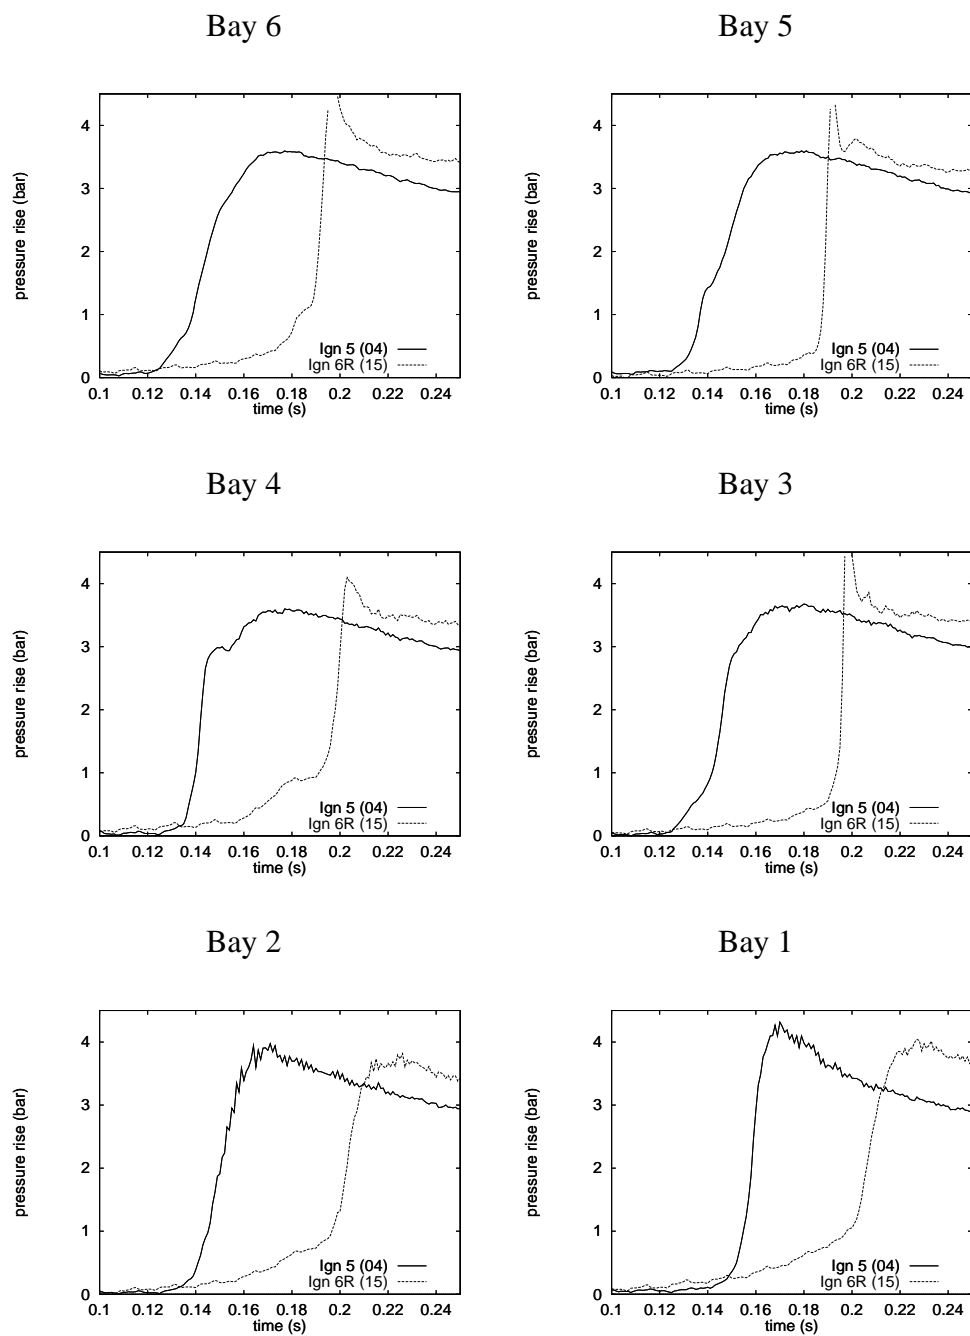 Bay 6
Bay 5
pressure rise (bar)
4
3
2
1
0
Ign 5 (04)
Ign 6R (15)
0.1 0.12 0.14 0.16 0.18 0.2 0.22 0.24
time (s)
pressure rise (bar)
4
3
2
1
0
Ign 5 (04)
Ign 6R (15)
0.1 0.12 0.14 0.16 0.18 0.2 0.22 0.24
time (s)
Bay 4
Bay 3
pressure rise (bar)
4
3
2
1
0
Ign 5 (04)
Ign 6R (15)
0.1 0.12 0.14 0.16 0.18 0.2 0.22 0.24
time (s)
pressure rise (bar)
4
3
2
1
0
Ign 5 (04)
Ign 6R (15)
0.1 0.12 0.14 0.16 0.18 0.2 0.22 0.24
time (s)
Bay 2
Bay 1
pressure rise (bar)
4
3
2
1
0
Ign 5 (04)
Ign 6R (15)
0.1 0.12 0.14 0.16 0.18 0.2 0.22 0.24
time (s)
pressure rise (bar)
4
3
2
1
0
Ign 5 (04)
Ign 6R (15)
0.1 0.12 0.14 0.16 0.18 0.2 0.22 0.24
time (s)